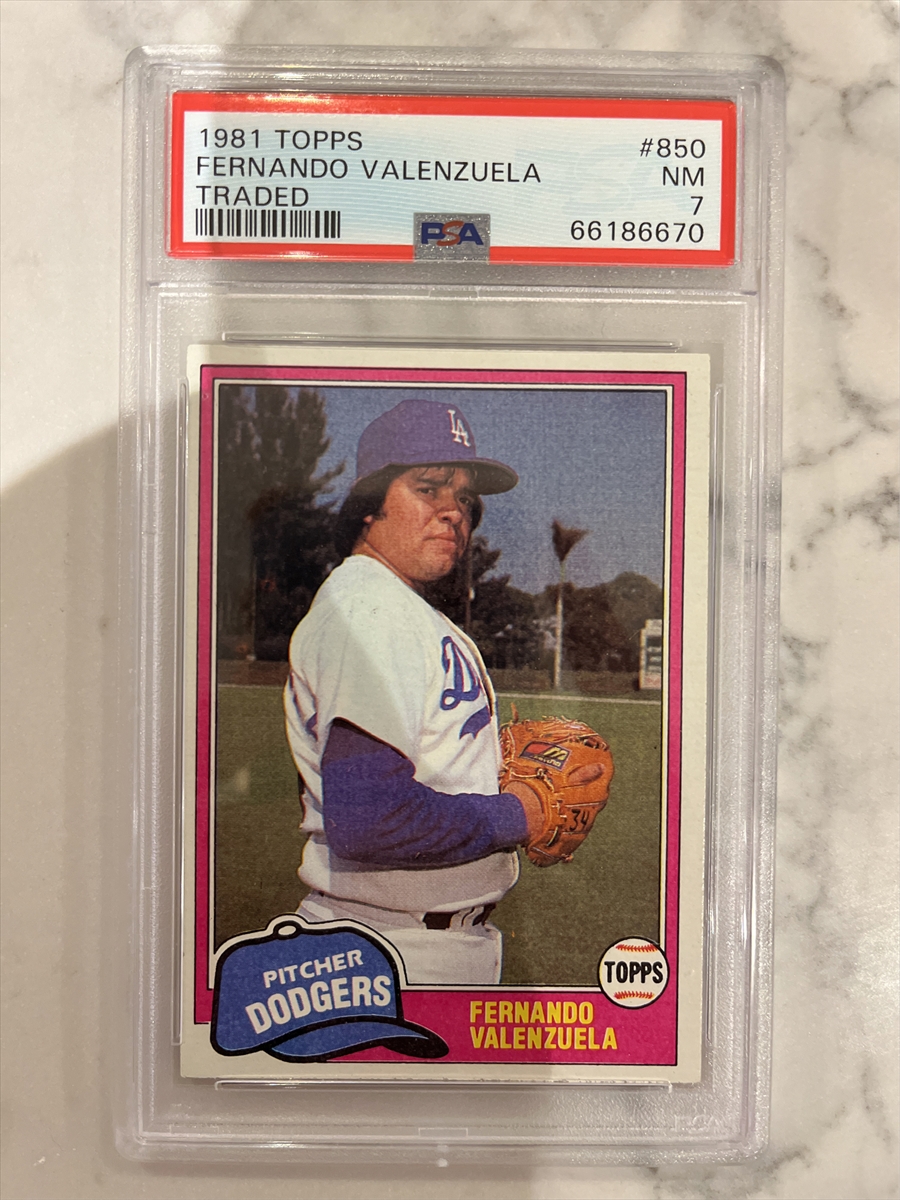 1981 TOPPS
FERNANDO VALENZUELA
TRADED
#850
NM
7
66186670
PSA
LA
34
PITCHER
DODGERS
TOPPS
FERNANDO
VALENZUELA